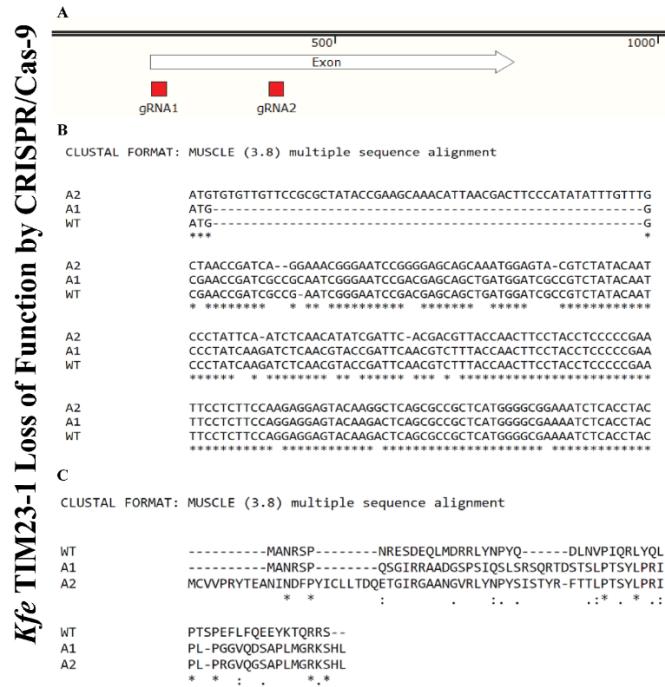 A
500
1000
Exon
gRNA1 gRNA2
Kfe TIM23-1 Loss of Function by CRISPR/Cas-9
B
CLUSTAL FORMAT: MUSCLE (3.8) multiple sequence alignment
A2 ATGTGTGTTGTTCCGCGCTATACCGAAGCAAACATTAACGACTTCCCATATATTTGTTTG
A1 ATG--------------------------------------------------------G
WT ATG--------------------------------------------------------G
*** *
A2 CTAACCGATCA--GGAAACGGGAATCCGGGGAGCAGCAAATGGAGTA-CGTCTATACAAT
A1 CGAACCGATCGCCGCAATCGGGAATCCGACGAGCAGCTGATGGATCGCCGTCTATACAAT
WT CGAACCGATCGCCG-AATCGGGAATCCGACGAGCAGCTGATGGATCGCCGTCTATACAAT
* ******** * ** ********* ******* ***** ************
A2 CCCTATTCA-ATCTCAACATATCGATTC-ACGACGTTACCAACTTCCTACCTCCCCCGAA
A1 CCCTATCAAGATCTCAACGTACCGATTCAACGTCTTTACCAACTTCCTACCTCCCCCGAA
WT CCCTATCAAGATCTCAACGTACCGATTCAACGTCTTTACCAACTTCCTACCTCCCCCGAA
****** * ******** ** ****** *** * *************************
A2 TTCCTCTTCCAAGAGGAGTACAAGGCTCAGCGCCGCTCATGGGGCGGAAATCTCACCTAC
A1 TTCCTCTTCCAGGAGGAGTACAAGACTCAGCGCCGCTCATGGGGCGAAAATCTCACCTAC
WT TTCCTCTTCCAGGAGGAGTACAAGACTCAGCGCCGCTCATGGGGCGAAAATCTCACCTAC
*********** ************ ********************* *************
C
CLUSTAL FORMAT: MUSCLE (3.8) multiple sequence alignment
WT ----------MANRSP--------NRESDEQLMDRRLYNPYQ-----DLNVPIQRLYQL
A1 ----------MANRSP--------QSGIRRAADGSPSIQSLRSQRTDSTSLPTSYLPRI
A2 MCVVPRYTEANINDFPYICLLTDQETGIRGAANGVRLYNPYSISTYR-FTTLPTSYLPRI
* * : . :. . .:* . * .:
WT PTSPEFLFQEEYKTQRRS--
A1 PL-PGGVQDSAPLMGRKSHL
A2 PL-PRGVQGSAPLMGRKSHL
* * : . *.*